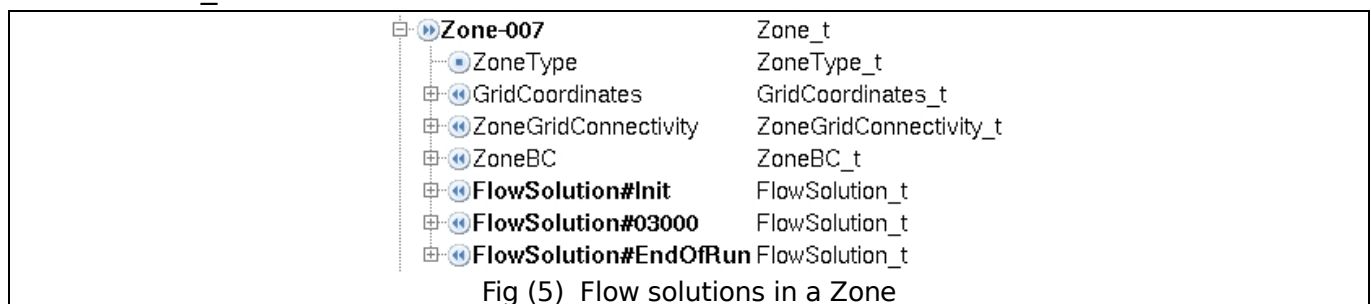 Zone-007 Zone_t
ZoneType ZoneType_t
GridCoordinates GridCoordinates_t
ZoneGridConnectivity ZoneGridConnectivity_t
ZoneBC ZoneBC_t
FlowSolution#Init FlowSolution_t
FlowSolution#03000 FlowSolution_t
FlowSolution#EndOfRun FlowSolution_t
Fig (5) Flow solutions in a Zone